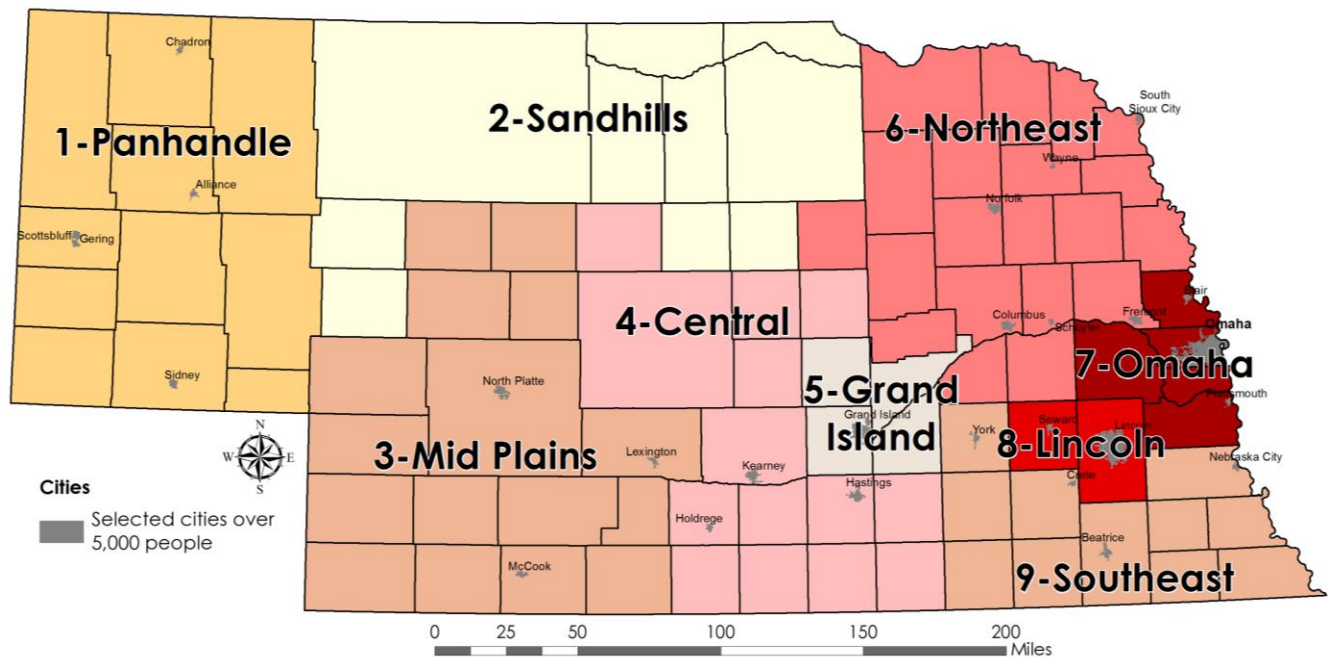 Chadron
South
Sioux City
2-Sandhills
6-Northeast
1-Panhandle
Wayne
Alliance
Norfolk
Scottsbluff
Gering
Blair
4-Central
Columbus
Schuyler
Fremont
Omaha
7-Omaha
Sidney
North Platte
5-Grand
Island
Plattsmouth
Grand Island
York
Seward
Lincoln
8-Lincoln
N
W
E
S
3-Mid Plains
Lexington
Kearney
Nebraska City
Crete
Hastings
Cities
Selected cities over
5,000 people
Holdrege
Beatrice
McCook
9-Southeast
0 25 50 100 150 200
Miles